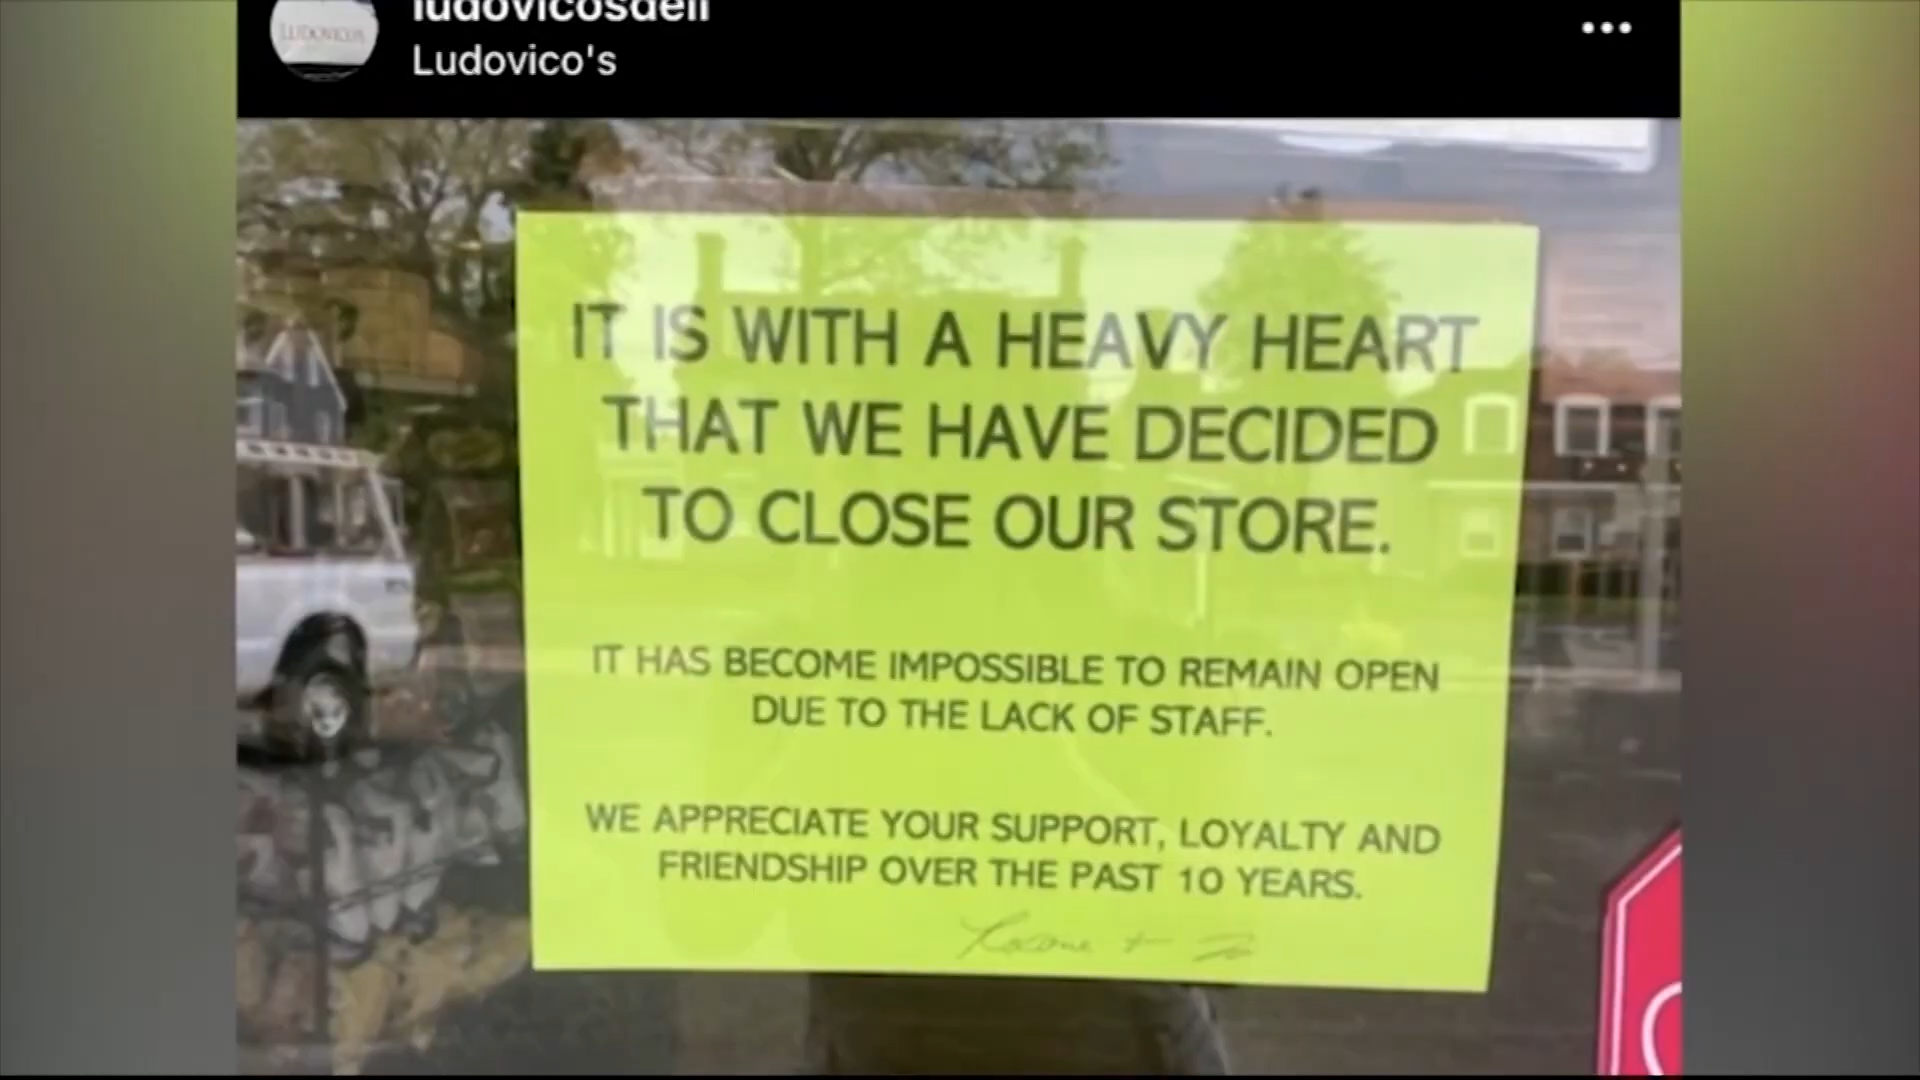 ludovicosdeli
Ludovico's
LUDOVICO'S
IT IS WITH A HEAVY HEART
THAT WE HAVE DECIDED
TO CLOSE OUR STORE.
IT HAS BECOME IMPOSSIBLE TO REMAIN OPEN
DUE TO THE LACK OF STAFF.
WE APPRECIATE YOUR SUPPORT, LOYALTY AND
FRIENDSHIP OVER THE PAST 10 YEARS.